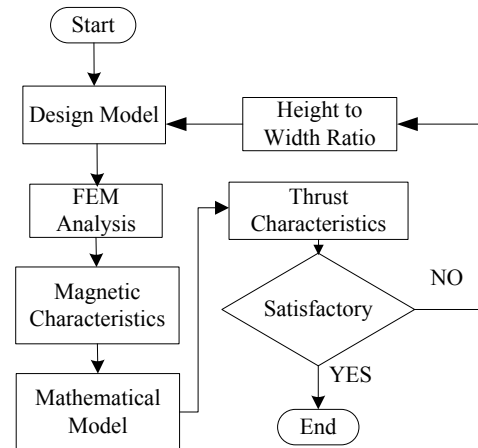 Start
Design Model
FEM
Analysis
Magnetic
Characteristics
Mathematical
Model
Height to
Width Ratio
Thrust
Characteristics
Satisfactory
NO
YES
End